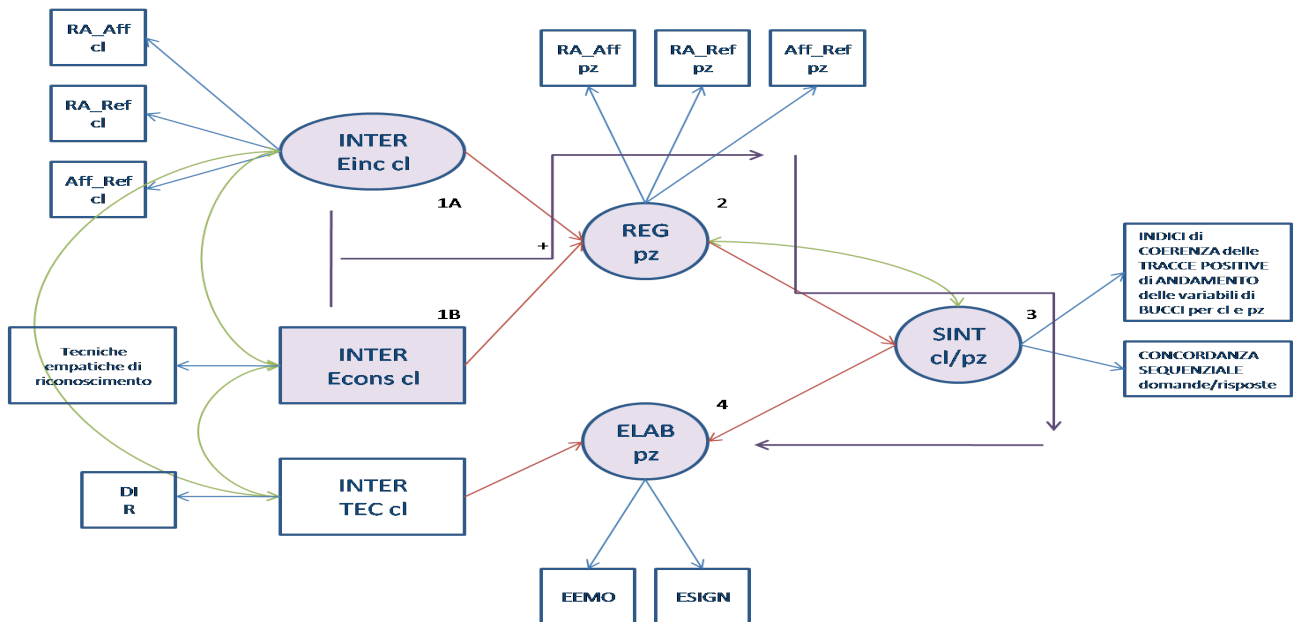 RA_Aff
cl
RA_Ref
cl
Aff_Ref
cl
RA_Aff
pz
RA_Ref
pz
Aff_Ref
pz
INTER
Einc cl
1A
2
+
REG
pz
1B
INTER
Econs cl
Tecniche
empatiche di
riconoscimento
3
SINT
cl/pz
INDICI di
COERENZA delle
TRACCE POSITIVE
di ANDAMENTO
delle variabili di
BUCCI per cl e pz
CONCORDANZA
SEQUENZIALE
domande/risposte
4
ELAB
pz
INTER
TEC cl
DI
R
EEMO
ESIGN